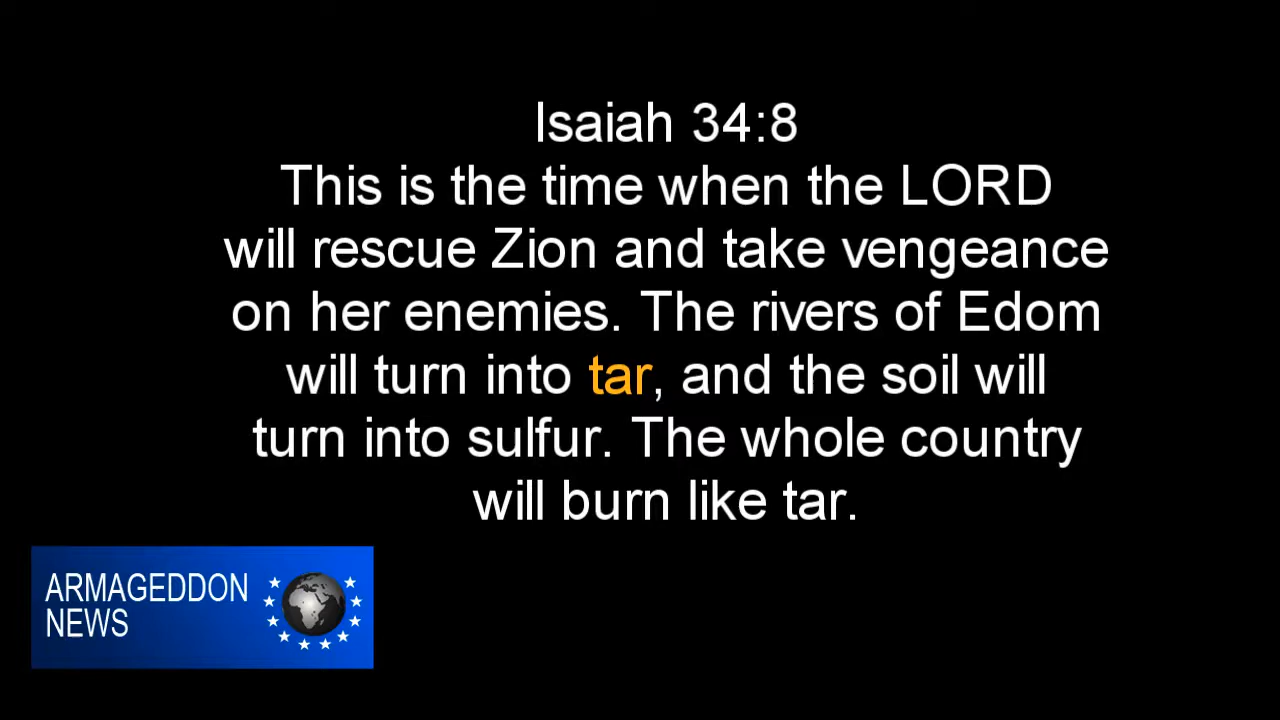 Isaiah 34:8
This is the time when the LORD
will rescue Zion and take vengeance
on her enemies. The rivers of Edom
will turn into tar, and the soil will
turn into sulfur. The whole country
will burn like tar.
ARMAGEDDON
NEWS